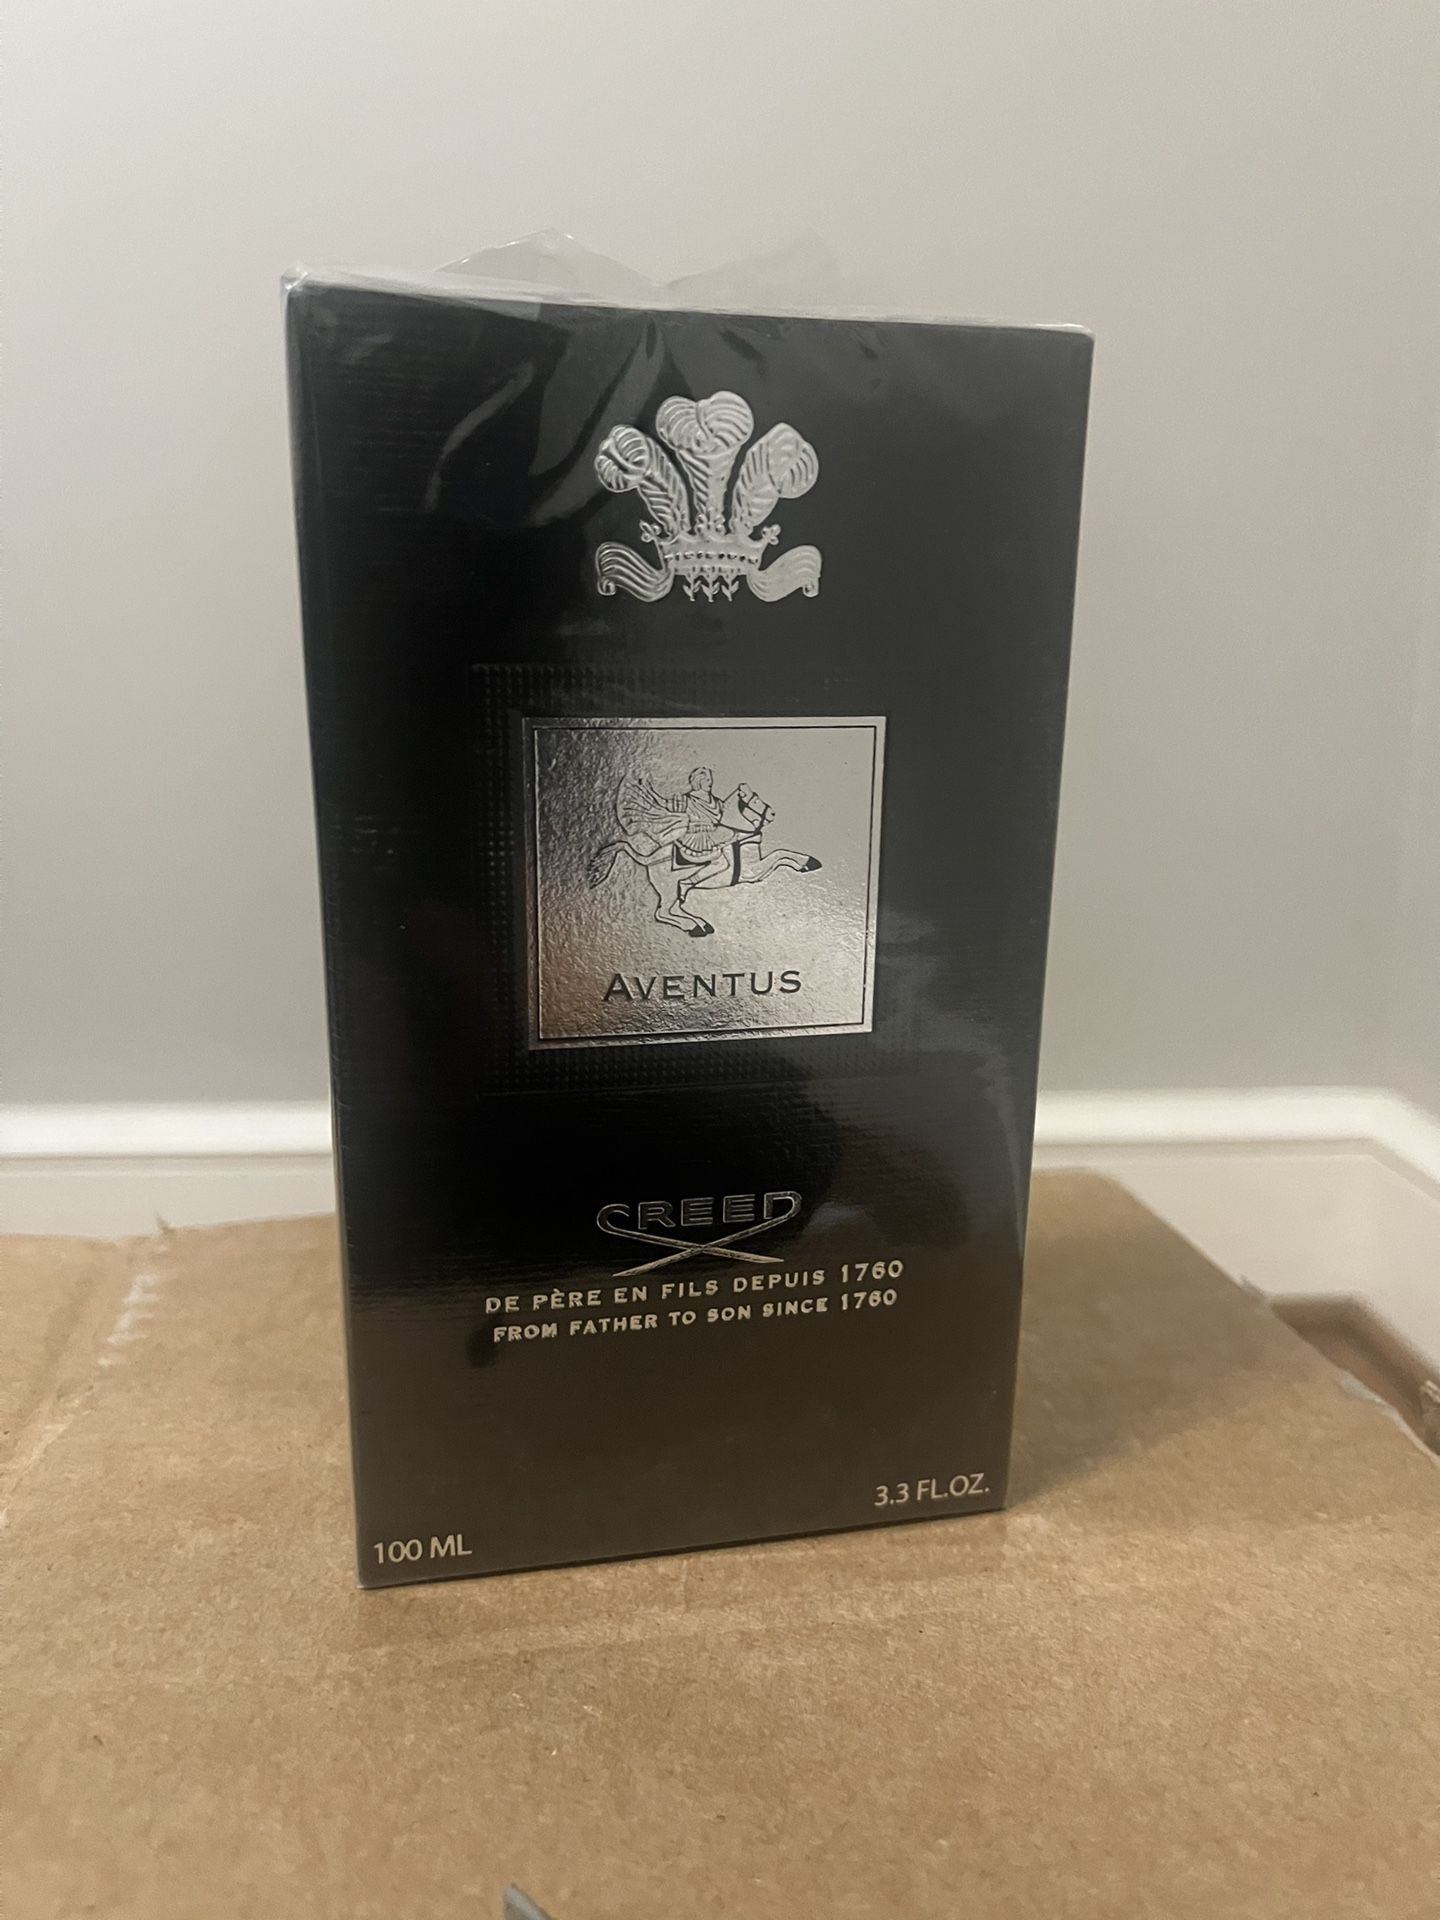 AVENTUS
CREED
DE PÈRE EN FILS DEPUIS 1760
FROM FATHER TO SON SINCE 1760
3.3 FL.OZ.
100 ML